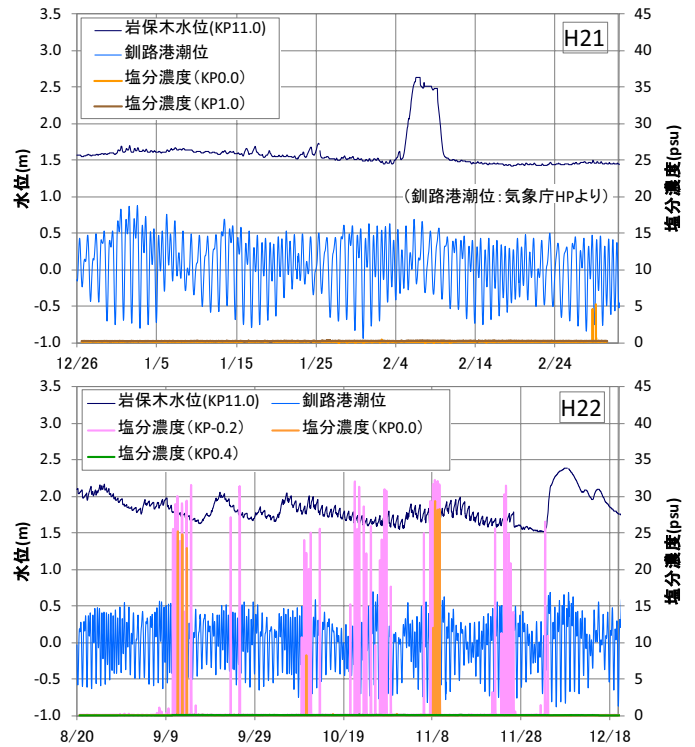 3.5
3.0
2.5
2.0
1.5
1.0
0.5
0.0
-0.5
-1.0
水位(m)
岩保木水位(KP11.0)
釧路港潮位
塩分濃度(KP0.0)
塩分濃度(KP1.0)
H21
(釧路港潮位:気象庁HPより)
45
40
35
30
25
20
15
10
5
0
塩分濃度(psu)
12/26 1/5 1/15 1/25 2/4 2/14 2/24
3.5
3.0
2.5
2.0
1.5
1.0
0.5
0.0
-0.5
-1.0
水位(m)
岩保木水位(KP11.0) 釧路港潮位
塩分濃度(KP-0.2) 塩分濃度(KP0.0)
塩分濃度(KP0.4)
H22
45
40
35
30
25
20
15
10
5
0
塩分濃度(psu)
8/20 9/9 9/29 10/19 11/8 11/28 12/18